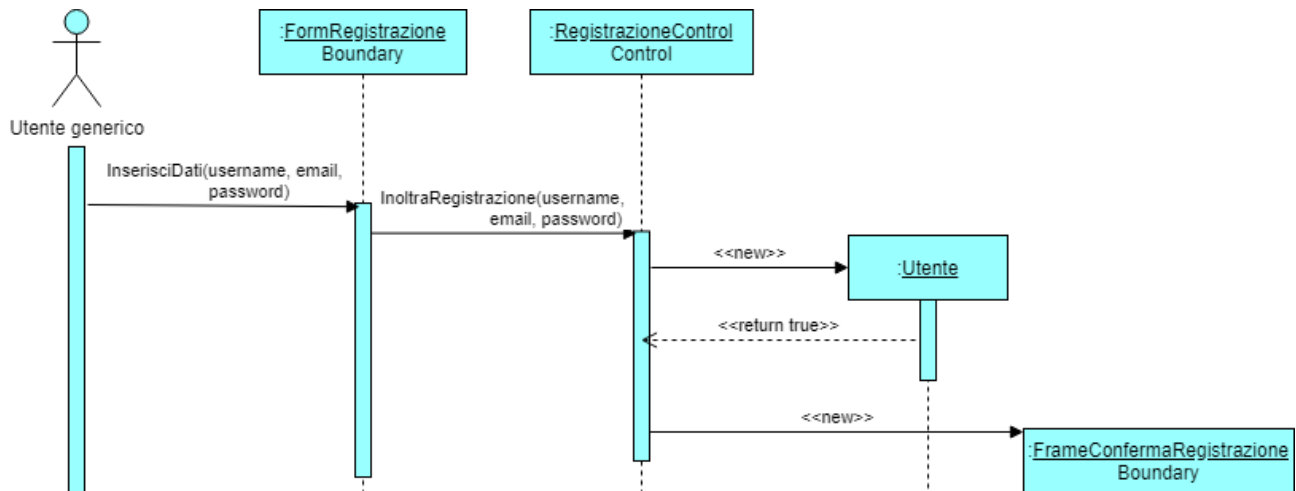 :FormRegistrazione
Boundary
:RegistrazioneControl
Control
Utente generico
InserisciDati(username, email,
password)
InoltraRegistrazione(username,
email, password)
<<new>>
:Utente
<<return true>>
<<new>>
:FrameConfermaRegistrazione
Boundary